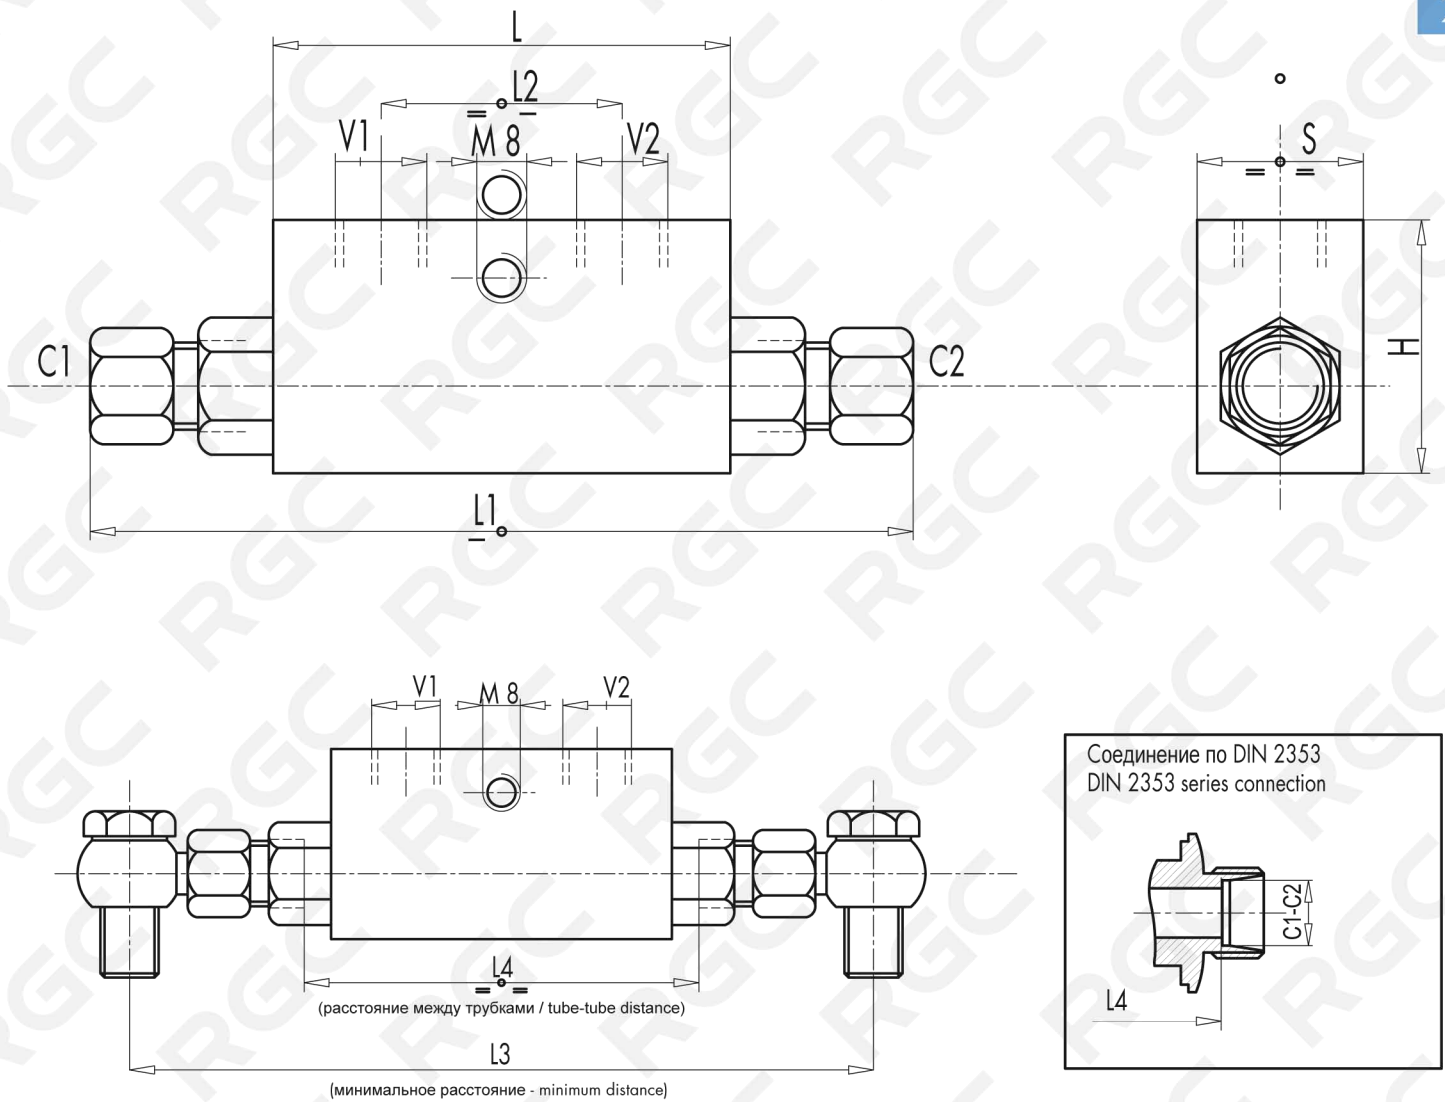 L
L2
V1
M 8
V2
S
C1
C2
H
L1
V1
M 8
V2
L4
(расстояние между трубками / tube-tube distance)
L3
(минимальное расстояние - minimum distance)
Соединение по DIN 2353
DIN 2353 series connection
C1-C2
L4
RGC